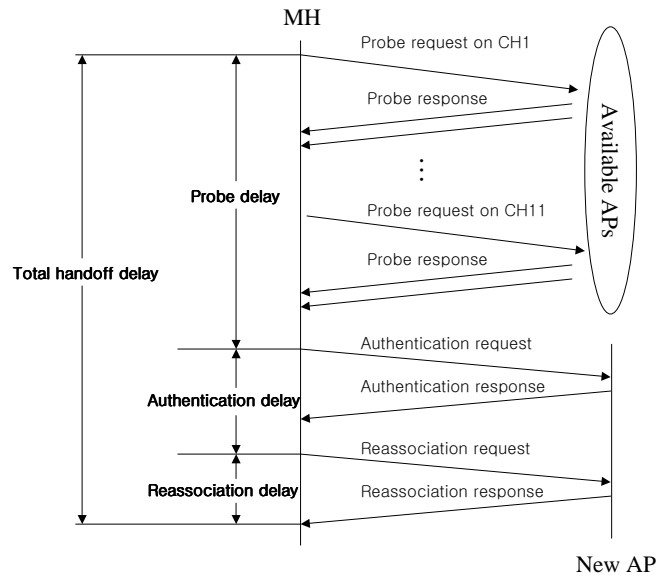 MH
Probe request on CH1
Probe response
Available APs
Probe delay
Probe request on CH11
Probe response
Total handoff delay
Authentication request
Authentication response
Authentication delay
Reassociation request
Reassociation delay
Reassociation response
New AP